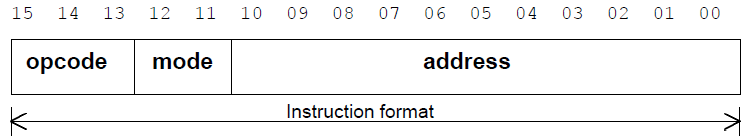 15 14 13 12 11 10 09 08 07 06 05 04 03 02 01 00
opcode mode address
Instruction format